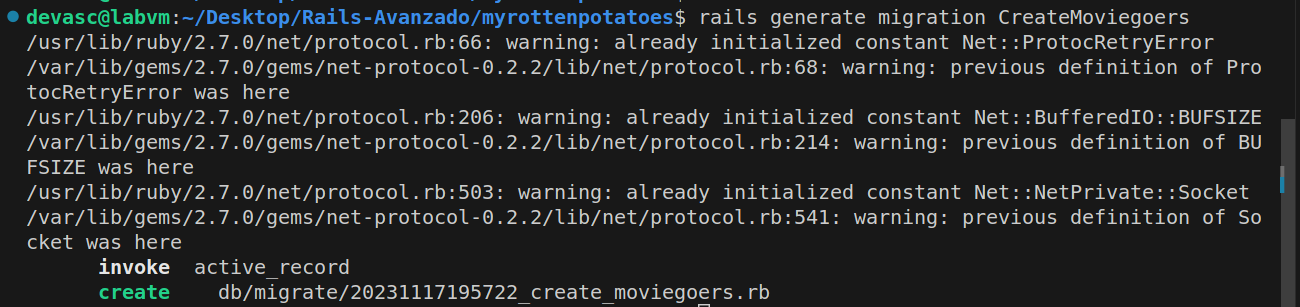 devasc@labvm:~/Desktop/Rails-Avanzado/myrottenpotatoes$ rails generate migration CreateMoviegoers
/usr/lib/ruby/2.7.0/net/protocol.rb:66: warning: already initialized constant Net::ProtocRetryError
/var/lib/gems/2.7.0/gems/net-protocol-0.2.2/lib/net/protocol.rb:68: warning: previous definition of Pro
tocRetryError was here
/usr/lib/ruby/2.7.0/net/protocol.rb:206: warning: already initialized constant Net::BufferedIO::BUFSIZE
/var/lib/gems/2.7.0/gems/net-protocol-0.2.2/lib/net/protocol.rb:214: warning: previous definition of BU
FSIZE was here
/usr/lib/ruby/2.7.0/net/protocol.rb:503: warning: already initialized constant Net::NetPrivate::Socket
/var/lib/gems/2.7.0/gems/net-protocol-0.2.2/lib/net/protocol.rb:541: warning: previous definition of So
cket was here
      invoke  active_record
      create    db/migrate/20231117195722_create_moviegoers.rb